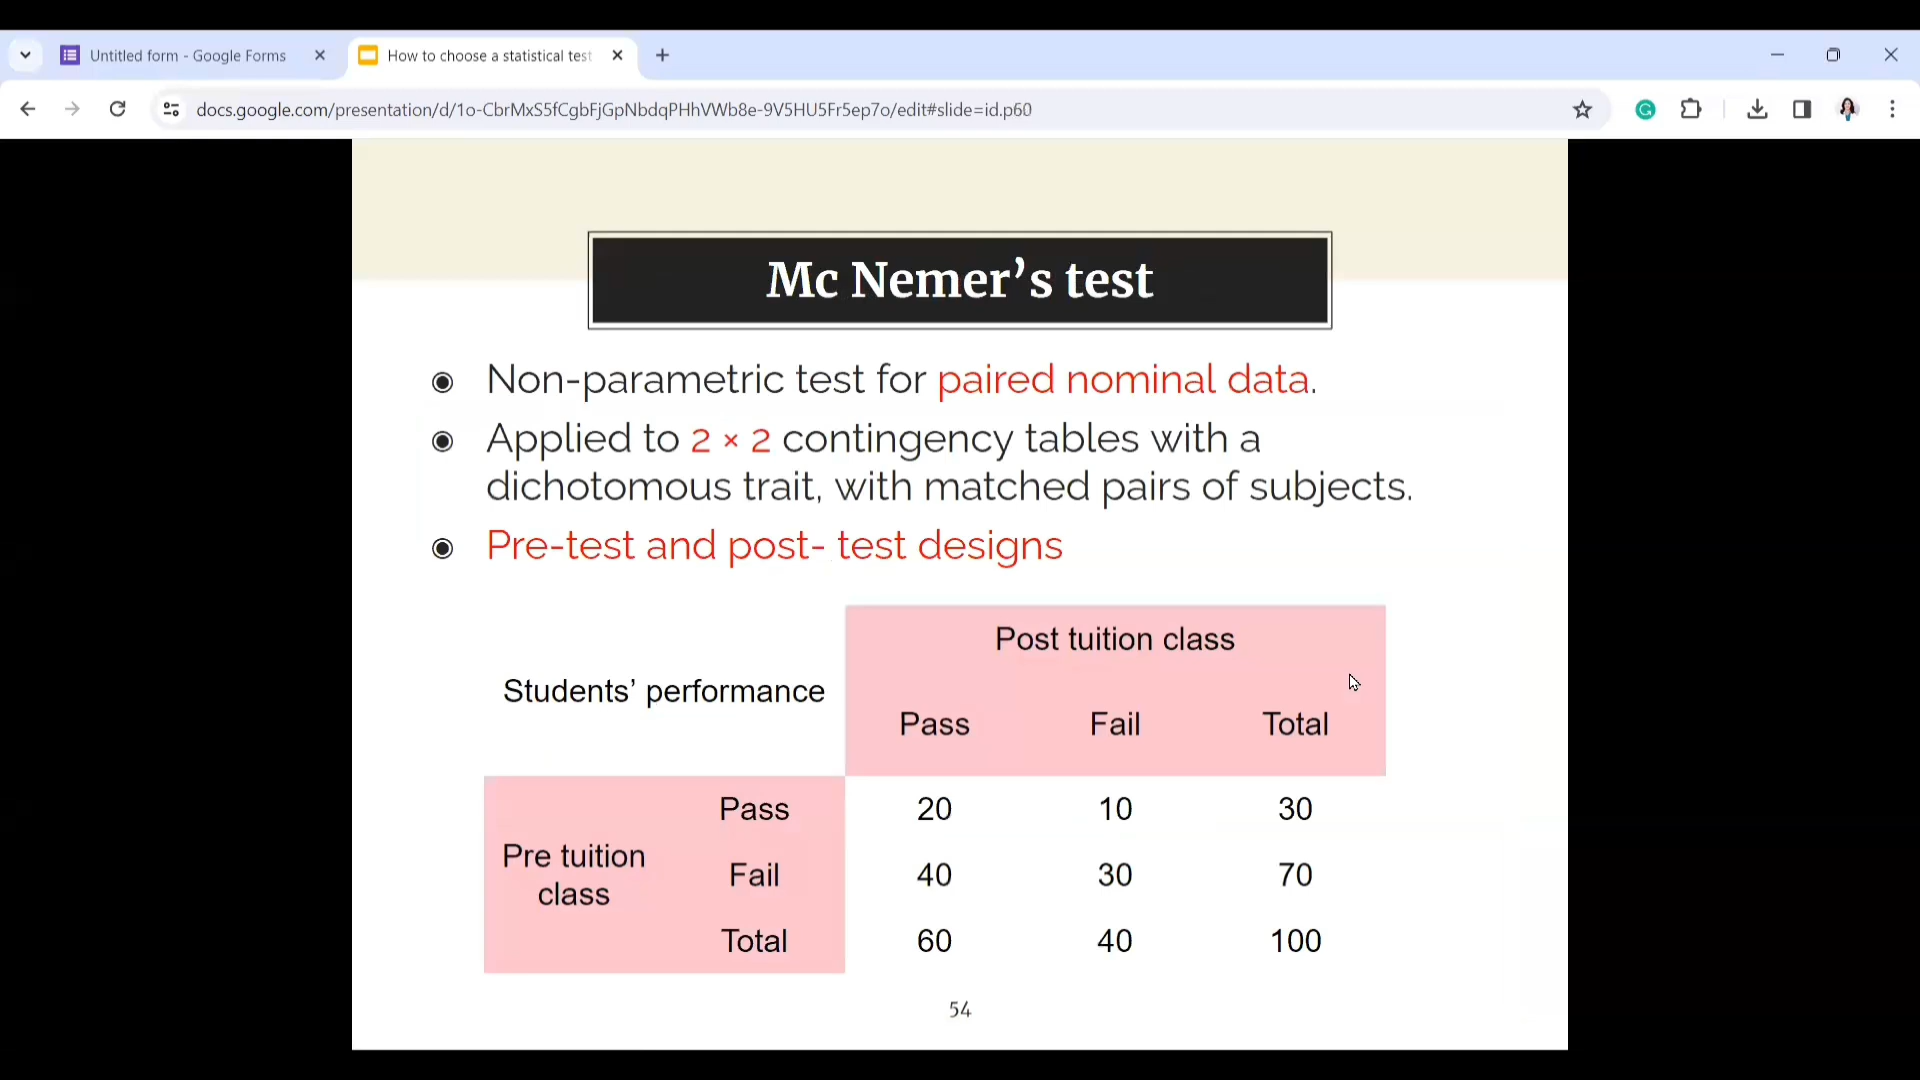 Untitled form - Google Forms
How to choose a statistical test
docs.google.com/presentation/d/1o-CbrMxS5fCgbFjGpNbdqPHhVWb8e-9V5HU5Fr5ep7o/edit#slide=id.p60
Mc Nemer’s test
Non-parametric test for paired nominal data.
Applied to 2 × 2 contingency tables with a
dichotomous trait, with matched pairs of subjects.
Pre-test and post- test designs
Students’ performance
Post tuition class
Pass Fail Total
Pre tuition
class
Pass 20 10 30
Fail 40 30 70
Total 60 40 100
54